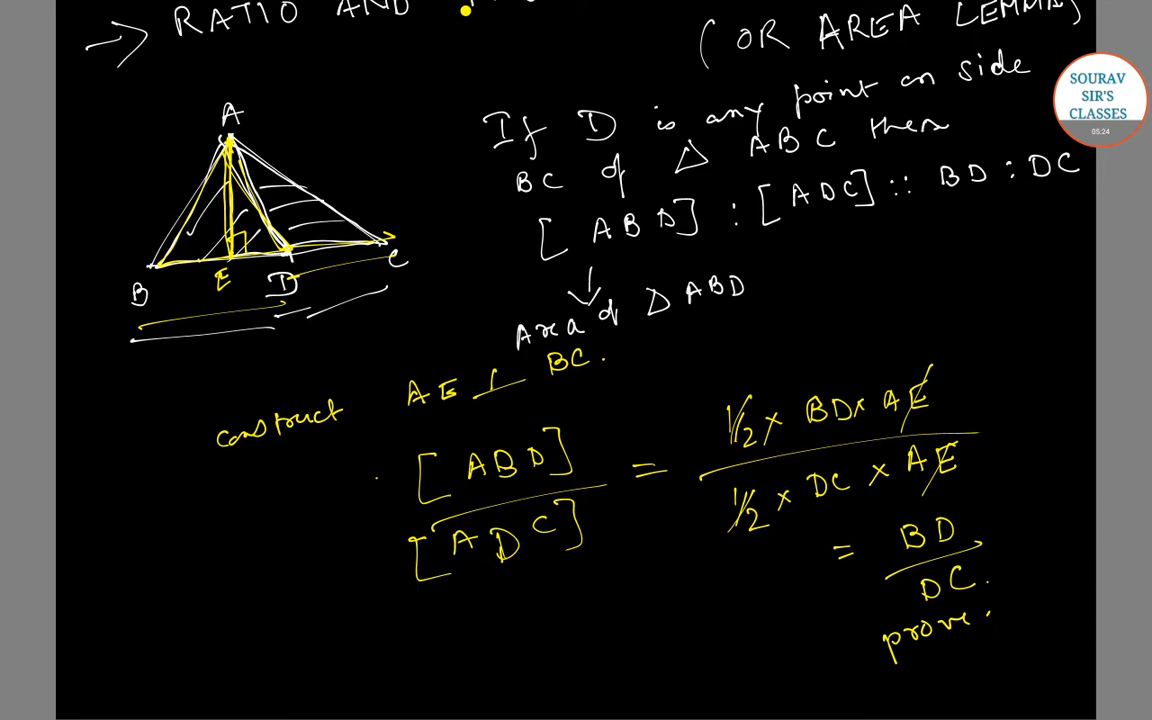 → RATIO AND
(OR AREA LEMMA)
If D is any point on side
BC of △ ABC then
[ABD] : [ADC] :: BD : DC
Area of △ ABD
A
B
E
D
C
construct AE ⊥ BC.
[ABD] / [ADC] = 1/2 × BD × AE / 1/2 × DC × AE
= BD / DC.
prove.
SOURAV
SIR'S
CLASSES
05:24